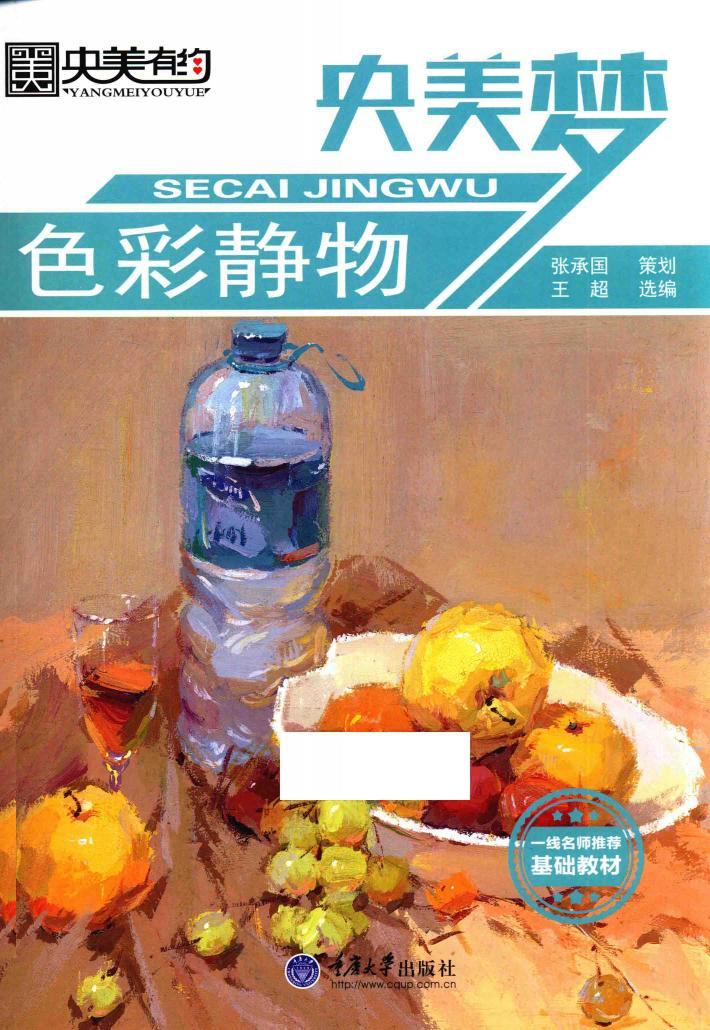 央美有约
YANGMEIYOUYUE
央美梦
SECAI JINGWU
色彩静物
张承国 策划
王超 选编
一线名师推荐
基础教材
重庆大学出版社
http://www.cqup.com.cn